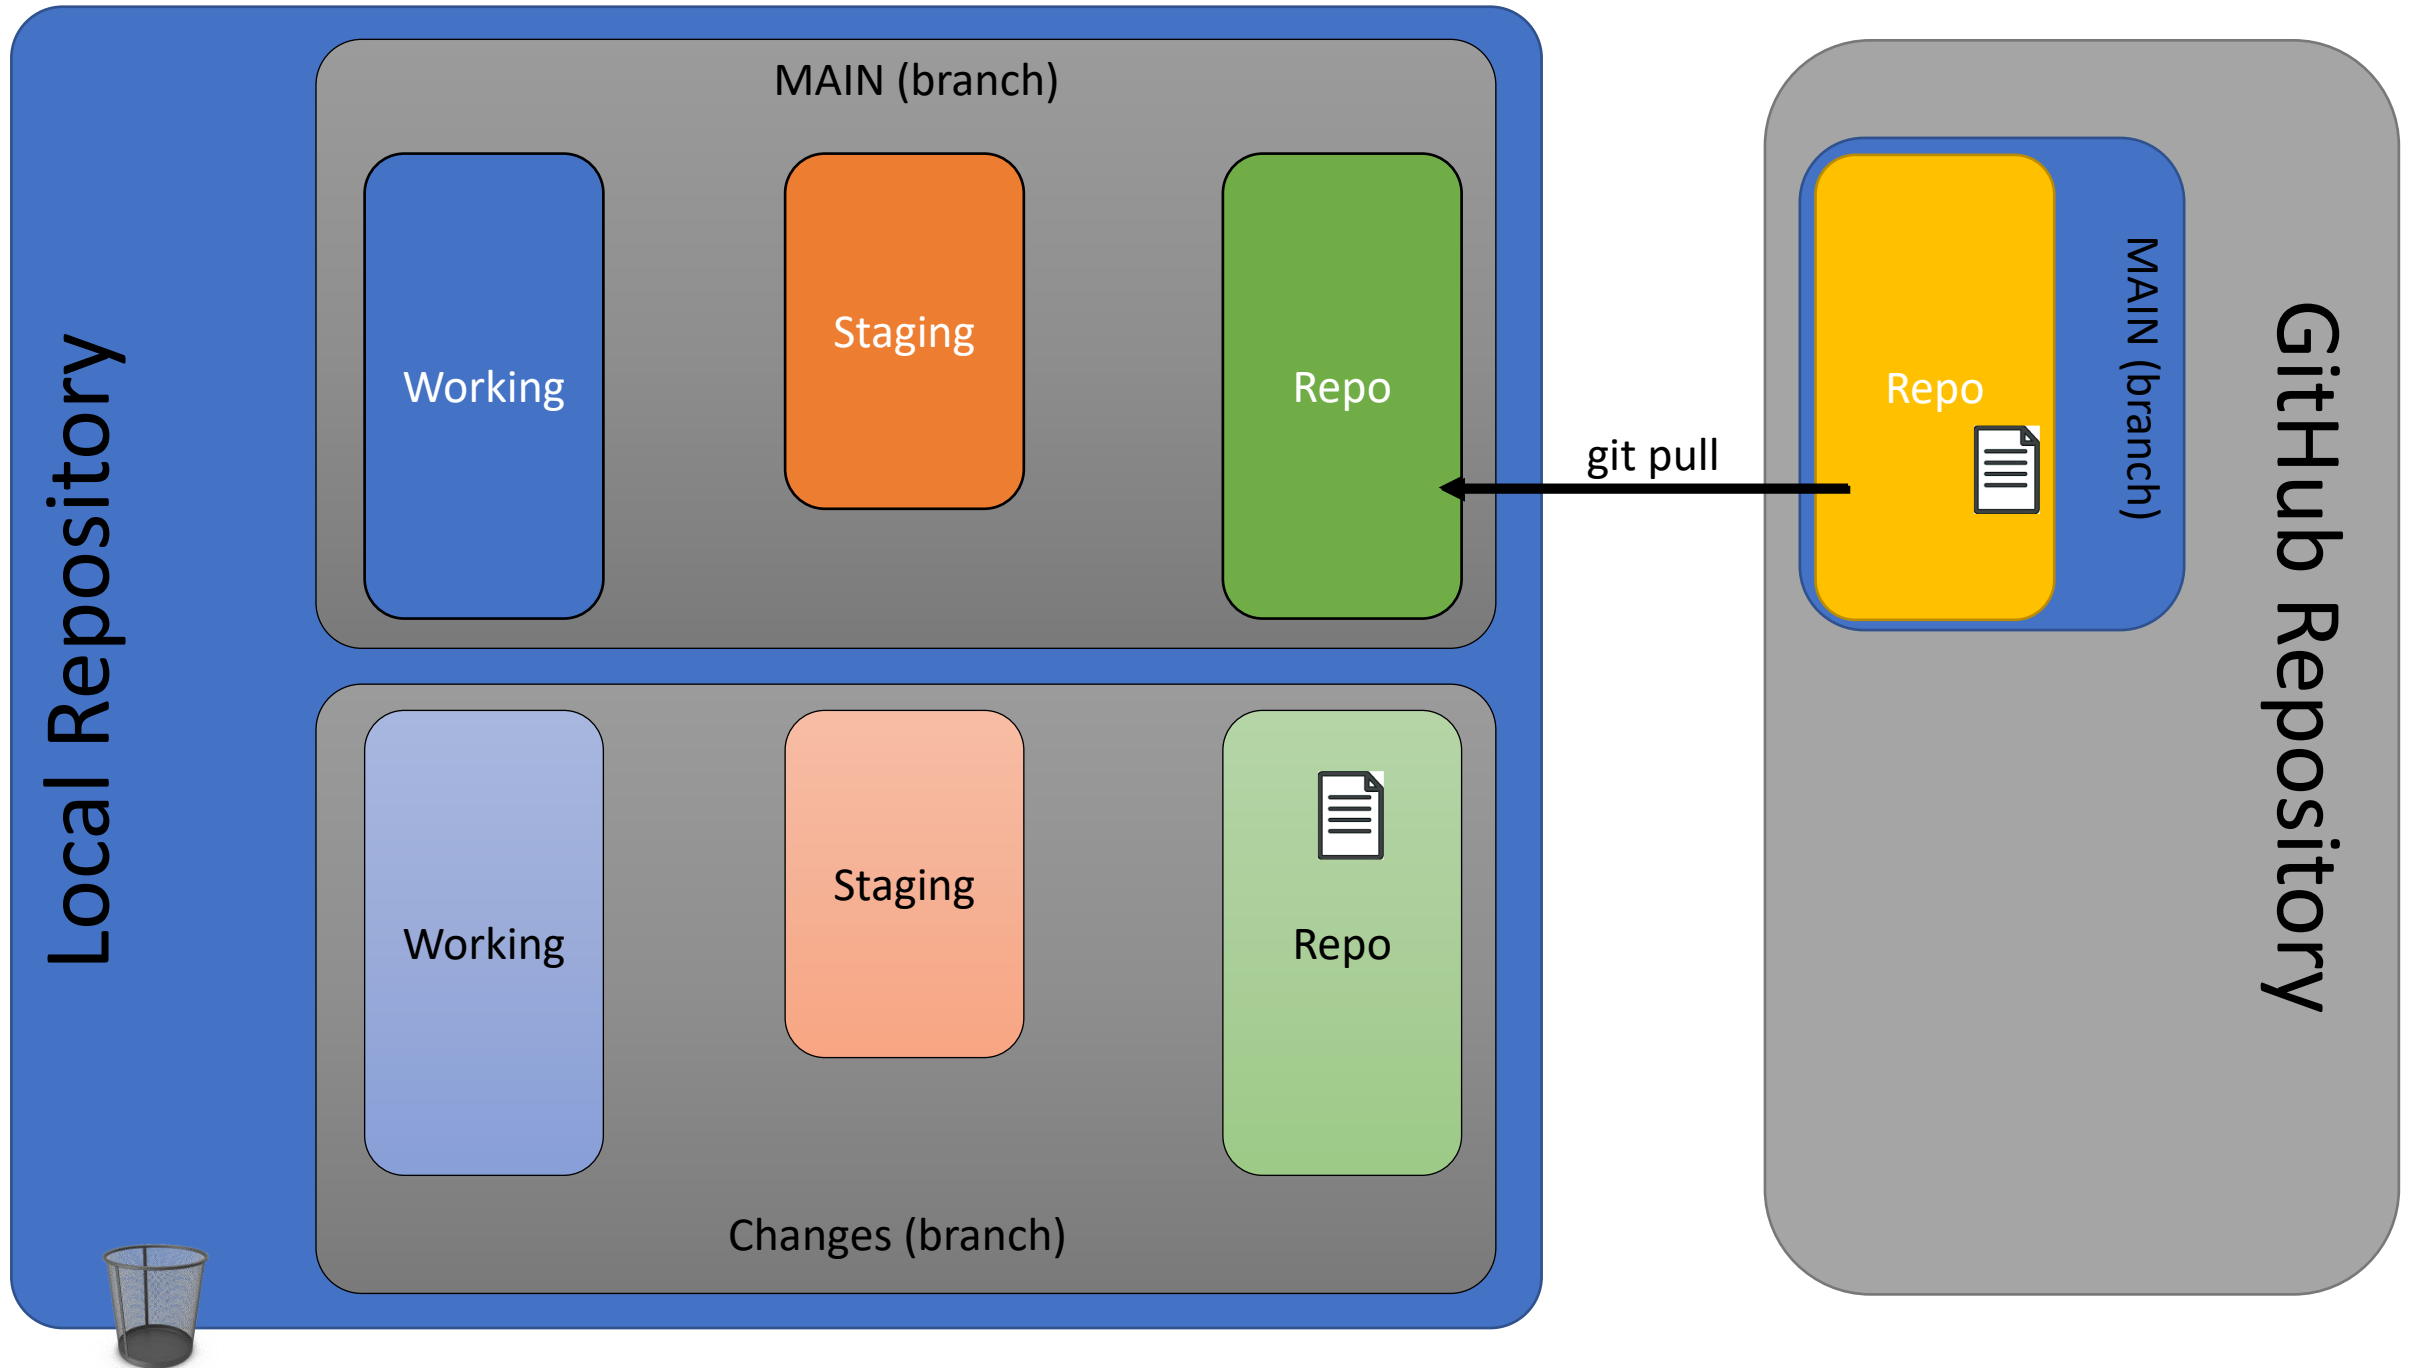 Local Repository
MAIN (branch)
Working
Staging
Repo
git pull
Repo
MAIN (branch)
GitHub Repository
Working
Staging
Repo
Changes (branch)